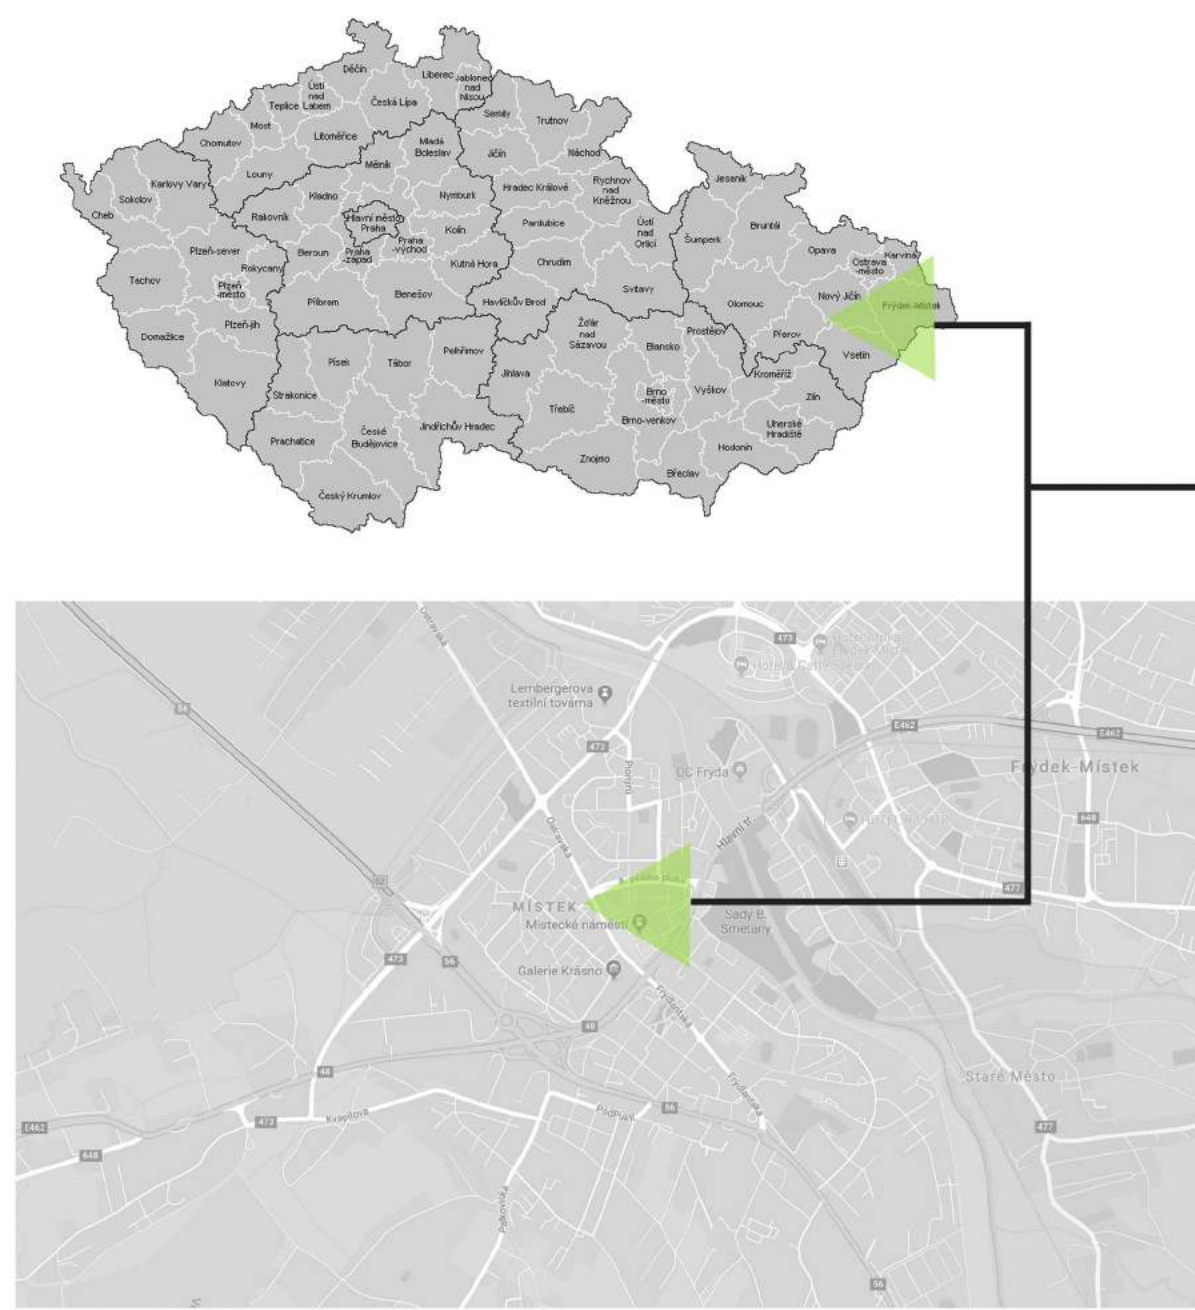 Děčín
Liberec
Jablonec
nad
Nisou
Ústí
nad
Labem
Teplice
Česká Lípa
Semily
Trutnov
Most
Litoměřice
Chomutov
Mladá
Boleslav
Jičín
Náchod
Mělník
Louny
Jeseník
Karlovy Vary
Sokolov
Cheb
Kladno
Nymburk
Hradec Králové
Rychnov
nad
Kněžnou
Rakovník
Hlavní město
Praha
Kolín
Pardubice
Ústí
nad
Orlicí
Šumperk
Bruntál
Opava
Karviná
Ostrava
-město
Plzeň-sever
Rokycany
Beroun
Praha
-západ
Praha
-východ
Kutná Hora
Chrudim
Tachov
Plzeň
-město
Příbram
Benešov
Havlíčkův Brod
Svitavy
Olomouc
Nový Jičín
Frýdek-Místek
Domažlice
Plzeň-jih
Žďár
nad
Sázavou
Blansko
Prostějov
Přerov
Vsetín
Klatovy
Písek
Tábor
Pelhřimov
Jihlava
Kroměříž
Strakonice
Třebíč
Brno
-město
Vyškov
Zlín
Prachatice
České
Budějovice
Jindřichův Hradec
Brno-venkov
Uherské
Hradiště
Znojmo
Hodonín
Břeclav
Český Krumlov
Ostravská
473
Lembergerova
textilní továrna
56
E462
E462
473
OC Frýda
Frýdek-Místek
Pionýrů
Hlavní tř.
648
Ostravská
477
MÍSTEK
Místecké náměstí
Sady B.
Smetany
473
56
Galerie Krásno
Frýdlantská
48
48
Staré Město
Frýdlantská
56
E462
473
Kvapilova
Podpuklí
477
648
Palkovická
56